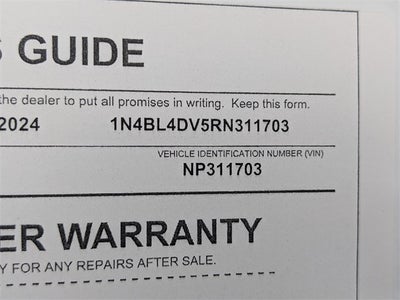 S GUIDE
the dealer to put all promises in writing. Keep this form.
2024 1N4BL4DV5RN311703
VEHICLE IDENTIFICATION NUMBER (VIN)
NP311703
ER WARRANTY
Y FOR ANY REPAIRS AFTER SALE.